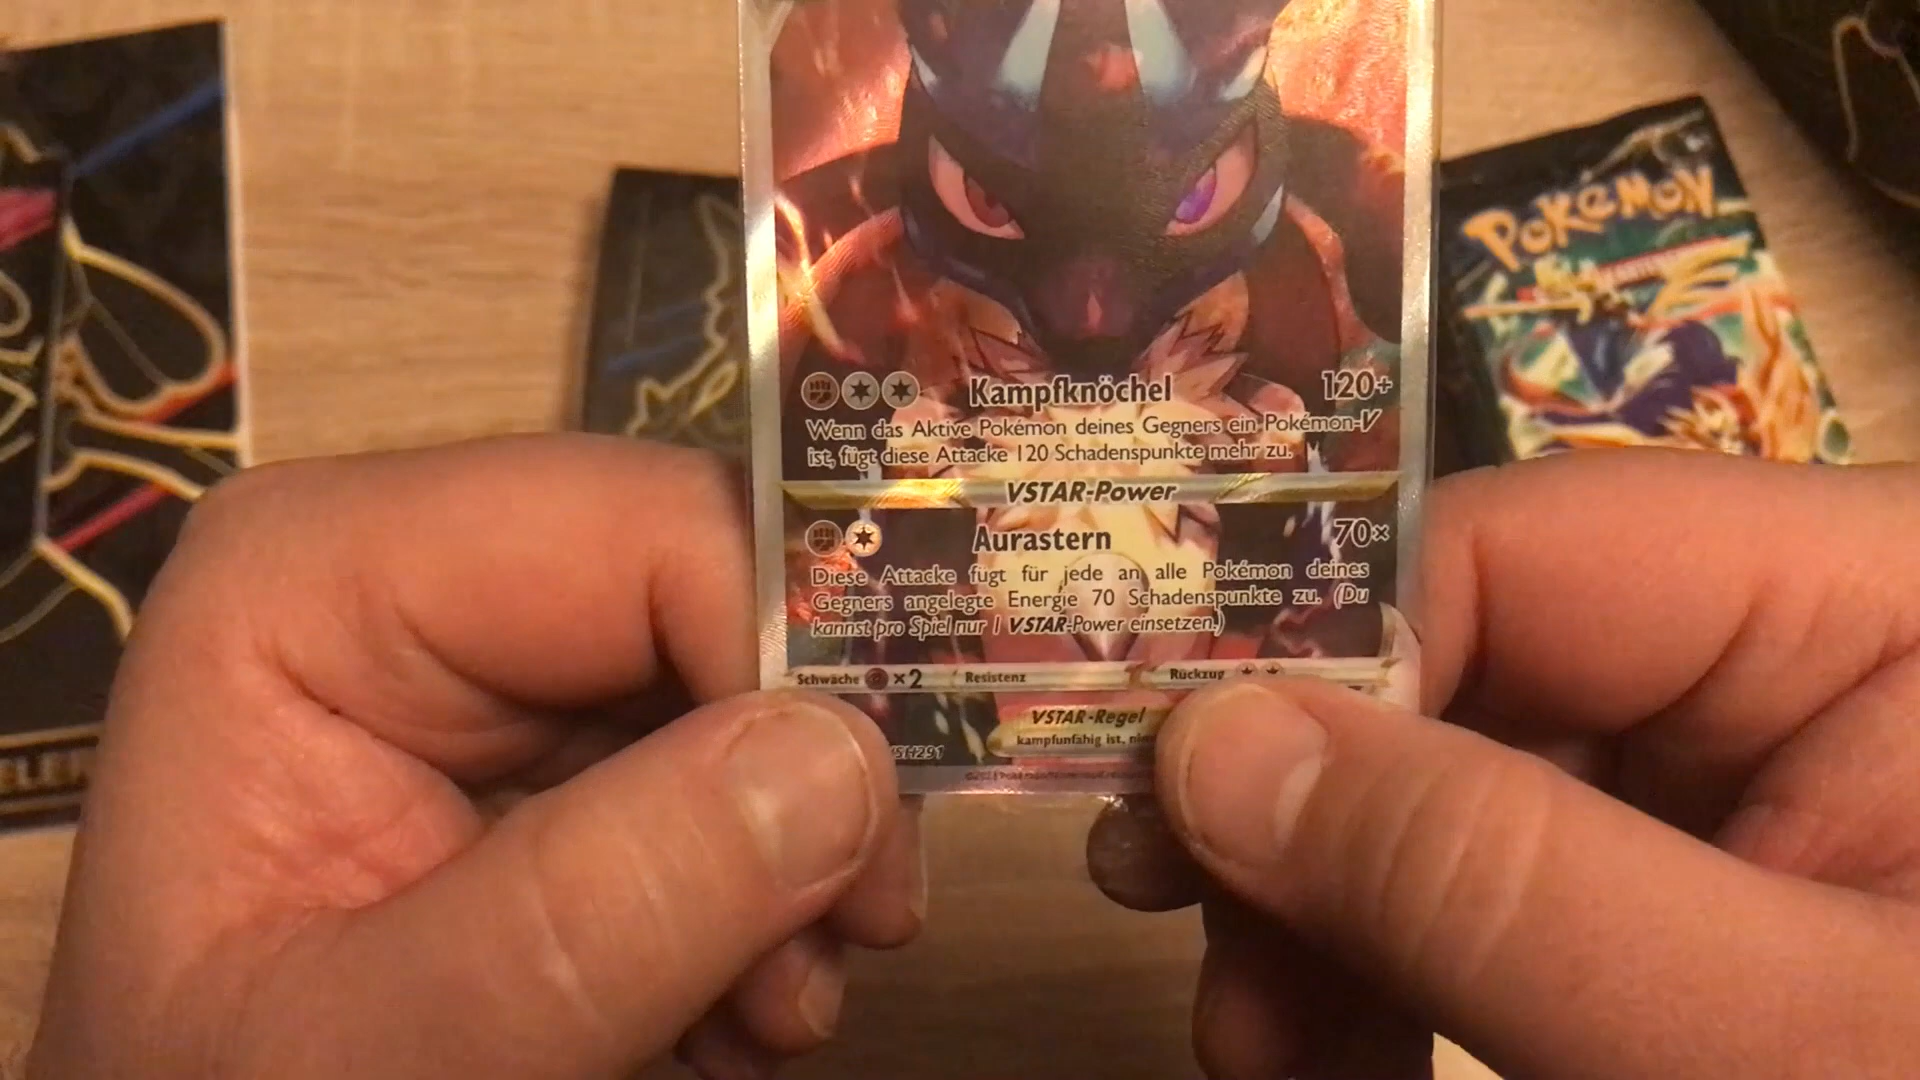 Kampfknöchel 120+
Wenn das Aktive Pokémon deines Gegners ein Pokémon-V
ist, fügt diese Attacke 120 Schadenspunkte mehr zu.
VSTAR-Power
Aurastern 70×
Diese Attacke fügt für jede an alle Pokémon deines
Gegners angelegte Energie 70 Schadenspunkte zu. (Du
kannst pro Spiel nur 1 VSTAR-Power einsetzen.)
Schwäche ×2 Resistenz Rückzug
VSTAR-Regel
kampfunfähig ist,
SH291
POKÉMON